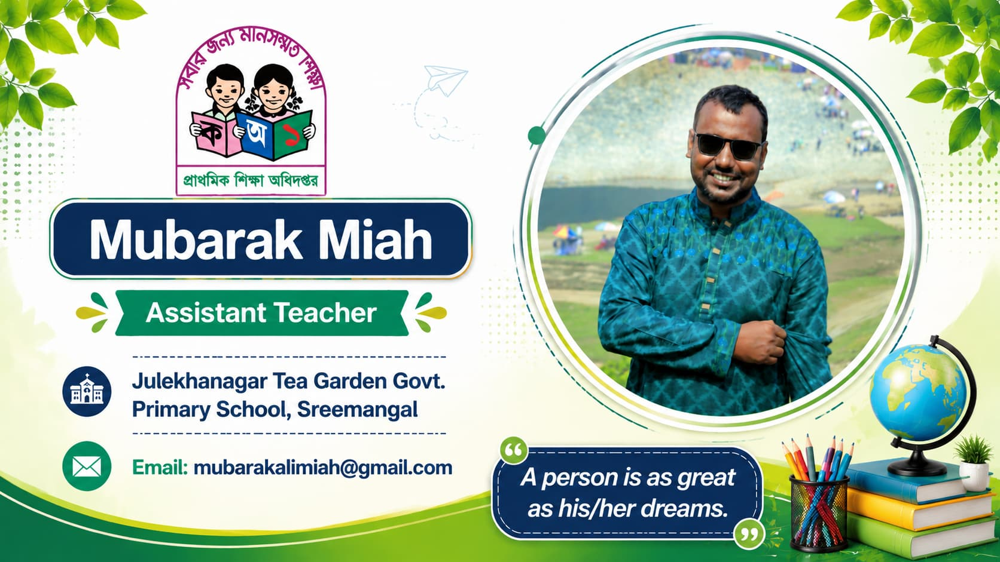 সবার জন্য মানসম্মত শিক্ষা
ক অ ১
প্রাথমিক শিক্ষা অধিদপ্তর
Mubarak Miah
Assistant Teacher
Julekhanagar Tea Garden Govt.
Primary School, Sreemangal
Email: mubarakalimiah@gmail.com
“A person is as great
as his/her dreams.”